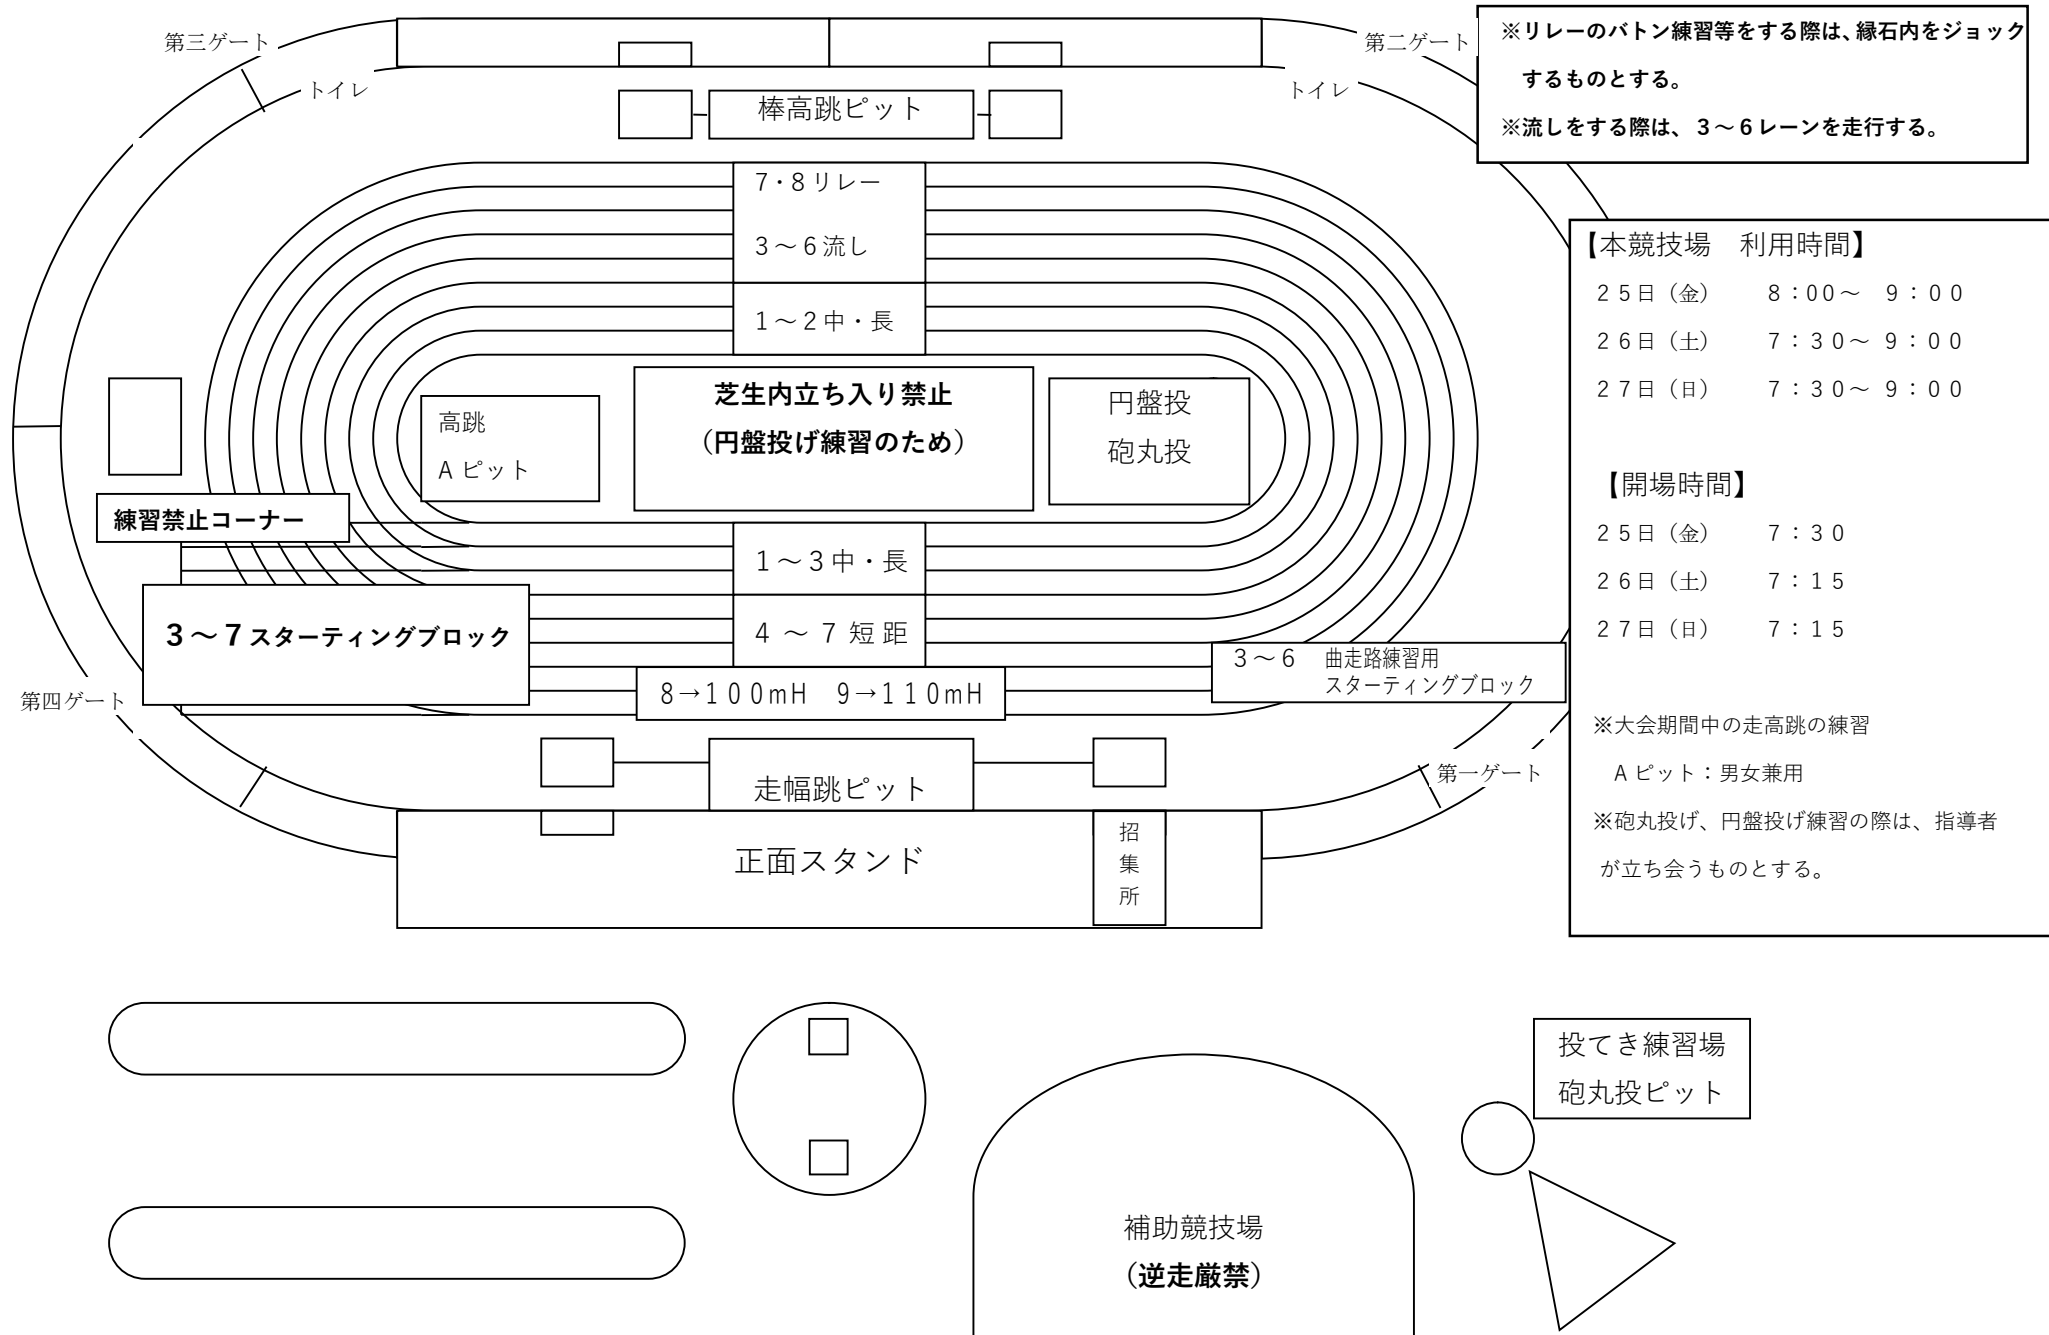 第三ゲート
トイレ
第二ゲート
トイレ
※リレーのバトン練習等をする際は、縁石内をジョック
するものとする。
※流しをする際は、３～６レーンを走行する。
棒高跳ピット
7・8リレー
3～6流し
1～2中・長
芝生内立ち入り禁止
（円盤投げ練習のため）
高跳
Aピット
円盤投
砲丸投
練習禁止コーナー
３～７スターティングブロック
1～3中・長
4 ～ 7 短 距
8→100mH　9→110mH
3～6　曲走路練習用
スターティングブロック
第四ゲート
第一ゲート
走幅跳ピット
正面スタンド
招
集
所
【本競技場　利用時間】
２５日（金）　８：00～　９：００
２６日（土）　７：３０～ ９：００
２７日（日）　７：３０～ ９：００
【開場時間】
２５日（金）　７：３０
２６日（土）　７：１５
２７日（日）　７：１５
※大会期間中の走高跳の練習
Aピット：男女兼用
※砲丸投げ、円盤投げ練習の際は、指導者
が立ち会うものとする。
投てき練習場
砲丸投ピット
補助競技場
（逆走厳禁）